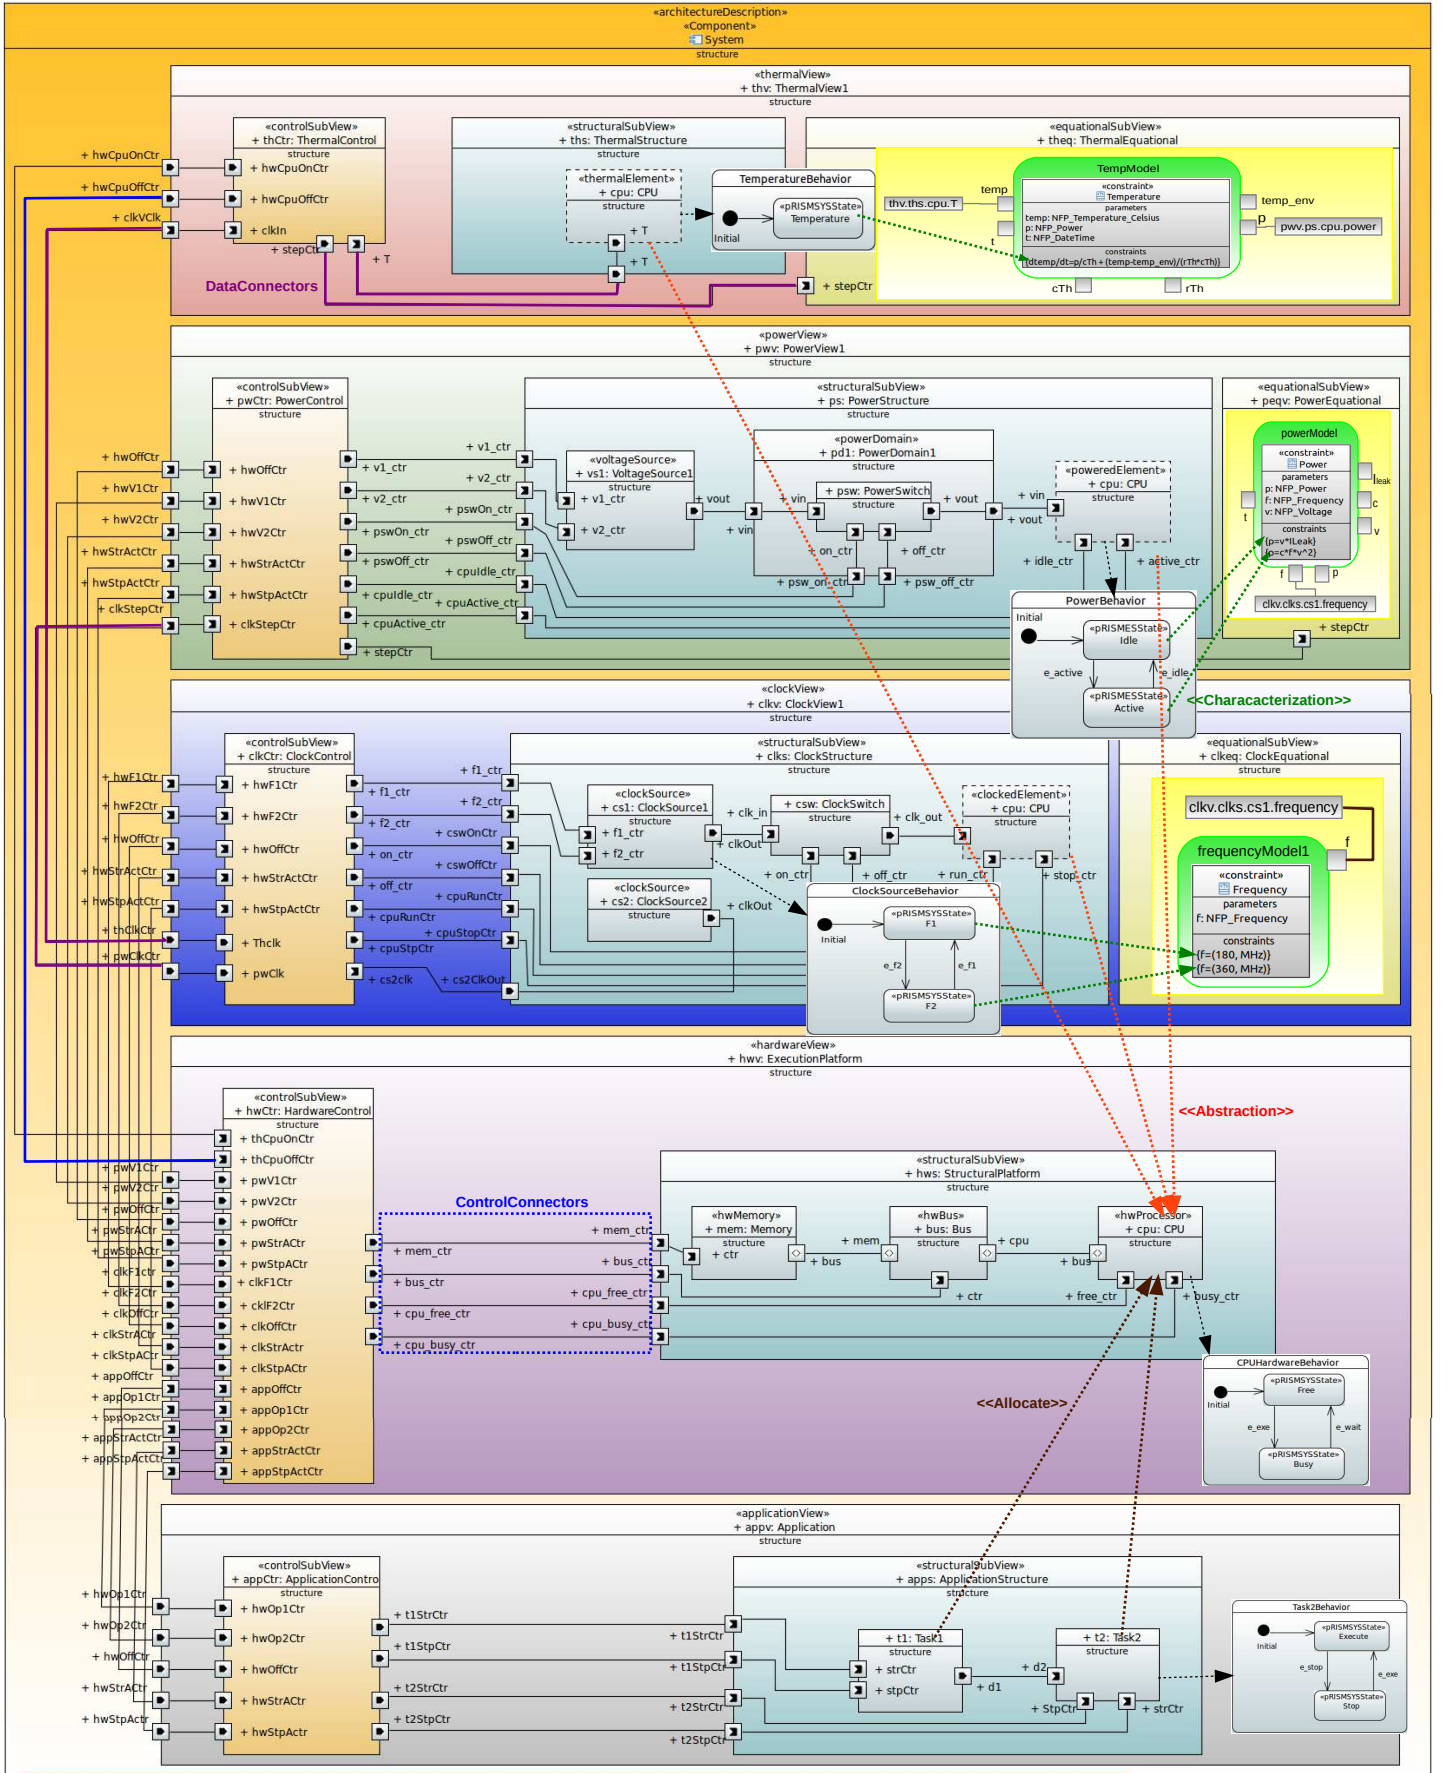 «architectureDescription»
«Component»
System
structure
«thermalView»
+ thv: ThermalView1
structure
«controlSubView»
+ thCtr: ThermalControl
structure
+ hwCpuOnCtr
+ hwCpuOnCtr
+ hwCpuOffCtr
+ hwCpuOffCtr
+ clkVClk
+ clkIn
+ stepCtr
+ T
DataConnectors
«structuralSubView»
+ ths: ThermalStructure
structure
«thermalElement»
+ cpu: CPU
structure
+ T
+ T
TemperatureBehavior
«pRISMSYSState»
Temperature
Initial
«equationalSubView»
+ theq: ThermalEquational
structure
TempModel
«constraint»
Temperature
parameters
temp: NFP_Temperature_Celsius
p: NFP_Power
t: NFP_DateTime
constraints
{dtemp/dt=p/cTh + (temp-temp_env)/(rTh*cTh)}
temp
thv.ths.cpu.T
t
temp_env
p
pwv.ps.cpu.power
cTh
rTh
+ stepCtr
«powerView»
+ pwv: PowerView1
structure
«controlSubView»
+ pwCtr: PowerControl
structure
+ hwOffCtr
+ hwOffCtr
+ hwV1Ctr
+ hwV1Ctr
+ hwV2Ctr
+ hwV2Ctr
+ hwStrActCtr
+ hwStrActCtr
+ hwStpActCtr
+ hwStpActCtr
+ clkStepCtr
+ clkStepCtr
+ v1_ctr
+ v1_ctr
+ v2_ctr
+ v2_ctr
+ pswOn_ctr
+ pswOn_ctr
+ pswOff_ctr
+ pswOff_ctr
+ cpuIdle_ctr
+ cpuIdle_ctr
+ cpuActive_ctr
+ cpuActive_ctr
+ stepCtr
«structuralSubView»
+ ps: PowerStructure
structure
«voltageSource»
+ vs1: VoltageSource1
structure
+ v1_ctr
+ v2_ctr
+ vout
+ vin
«powerDomain»
+ pd1: PowerDomain1
structure
+ vin
+ psw: PowerSwitch
structure
+ vout
+ on_ctr
+ off_ctr
+ psw_on_ctr
+ psw_off_ctr
+ vin
+ vout
«poweredElement»
+ cpu: CPU
structure
+ idle_ctr
+ active_ctr
PowerBehavior
Initial
«pRISMESState»
Idle
e_active
e_idle
«pRISMESState»
Active
«equationalSubView»
+ peqv: PowerEquational
structure
powerModel
«constraint»
Power
parameters
p: NFP_Power
f: NFP_Frequency
v: NFP_Voltage
constraints
{p=v*ILeak}
{p=c*f*v^2}
t
Ileak
c
v
f
p
clkv.clks.cs1.frequency
+ stepCtr
<<Characacterization>>
«clockView»
+ clkv: ClockView1
structure
«controlSubView»
+ clkCtr: ClockControl
structure
+ hwF1Ctr
+ hwF1Ctr
+ hwF2Ctr
+ hwF2Ctr
+ hwOffCtr
+ hwOffCtr
+ hwStrActCtr
+ hwStrActCtr
+ hwStpActCtr
+ hwStpActCtr
+ thClkCtr
+ Thclk
+ pwClkCtr
+ pwClk
+ f1_ctr
+ f1_ctr
+ f2_ctr
+ f2_ctr
+ cswOnCtr
+ on_ctr
+ cswOffCtr
+ off_ctr
+ cpuRunCtr
+ cpuRunCtr
+ cpuStopCtr
+ cpuStpCtr
+ cs2clk
+ cs2ClkOut
«structuralSubView»
+ clks: ClockStructure
structure
«clockSource»
+ cs1: ClockSource1
structure
+ f1_ctr
+ f2_ctr
+ clk_in
+ clkOut
«clockSource»
+ cs2: ClockSource2
structure
+ clkOut
+ csw: ClockSwitch
structure
+ clk_out
+ on_ctr
+ off_ctr
«clockedElement»
+ cpu: CPU
structure
+ run_ctr
+ stop_ctr
ClockSourceBehavior
Initial
«pRISMSYSState»
F1
e_f2
e_f1
«pRISMSYSState»
F2
«equationalSubView»
+ clkeq: ClockEquational
structure
clkv.clks.cs1.frequency
f
frequencyModel1
«constraint»
Frequency
parameters
f: NFP_Frequency
constraints
{f=(180, MHz)}
{f=(360, MHz)}
«hardwareView»
+ hwv: ExecutionPlatform
structure
«controlSubView»
+ hwCtr: HardwareControl
structure
+ thCpuOnCtr
+ thCpuOffCtr
+ pwV1Ctr
+ pwV1Ctr
+ pwV2Ctr
+ pwV2Ctr
+ pwOffCtr
+ pwOffCtr
+ pwStrACtr
+ pwStrACtr
+ pwStpACtr
+ pwStpACtr
+ clkF1ctr
+ clkF1Ctr
+ clkF2Ctr
+ cklF2Ctr
+ clkOffCtr
+ clkOffCtr
+ clkStrACtr
+ clkStrActr
+ clkStpACtr
+ clkStpACtr
+ appOffCtr
+ appOffCtr
+ appOp1Ctr
+ appOp1Ctr
+ appOp2Ctr
+ appOp2Ctr
+ appStrActCtr
+ appStrActCtr
+ appStpActCtr
+ appStpActCtr
ControlConnectors
+ mem_ctr
+ mem_ctr
+ bus_ctr
+ bus_ctr
+ cpu_free_ctr
+ cpu_free_ctr
+ cpu_busy_ctr
+ cpu_busy_ctr
<<Abstraction>>
«structuralSubView»
+ hws: StructuralPlatform
structure
«hwMemory»
+ mem: Memory
structure
+ ctr
+ bus
+ mem
«hwBus»
+ bus: Bus
structure
+ cpu
+ ctr
+ bus
«hwProcessor»
+ cpu: CPU
structure
+ free_ctr
+ busy_ctr
CPUHardwareBehavior
«pRISMSYSState»
Free
Initial
e_exe
e_wait
«pRISMSYSState»
Busy
<<Allocate>>
«applicationView»
+ appv: Application
structure
«controlSubView»
+ appCtr: ApplicationContro
structure
+ hwOp1Ctr
+ hwOp1Ctr
+ hwOp2Ctr
+ hwOp2Ctr
+ hwOffCtr
+ hwOffCtr
+ hwStrACtr
+ hwStrACtr
+ hwStpActr
+ hwStpActr
+ t1StrCtr
+ t1StrCtr
+ t1StpCtr
+ t1StpCtr
+ t2StrCtr
+ t2StrCtr
+ t2StpCtr
+ t2StpCtr
«structuralSubView»
+ apps: ApplicationStructure
structure
+ t1: Task1
structure
+ strCtr
+ stpCtr
+ d1
+ d2
+ t2: Task2
structure
+ StpCtr
+ strCtr
Task2Behavior
«pRISMSYSState»
Execute
Initial
e_stop
e_exe
«pRISMSYSState»
Stop